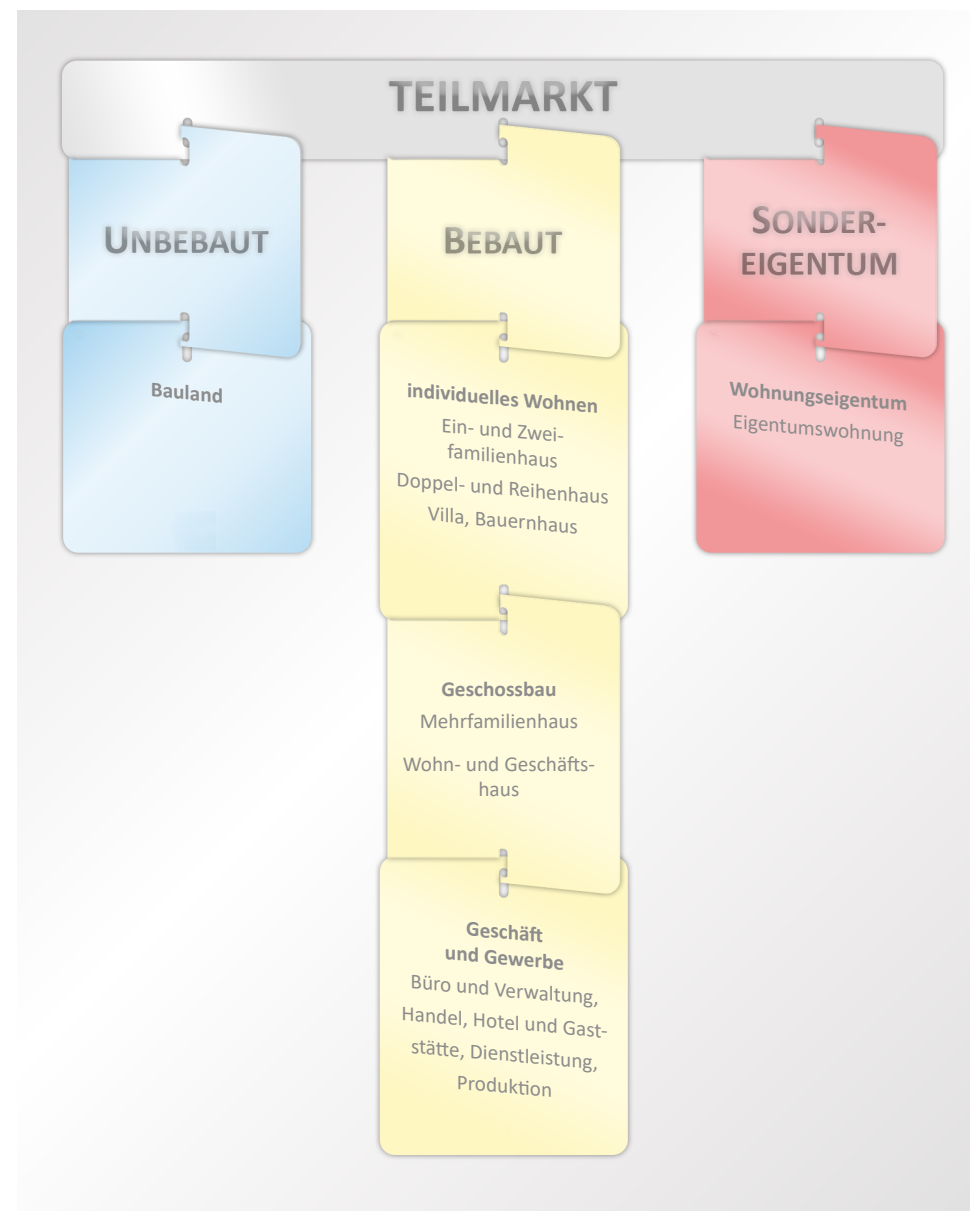 TEILMARKT
UNBEBAUT
Bauland
BEBAUT
individuelles Wohnen
Ein- und Zwei-
familienhaus
Doppel- und Reihenhaus
Villa, Bauernhaus
Geschossbau
Mehrfamilienhaus
Wohn- und Geschäfts-
haus
Geschäft
und Gewerbe
Büro und Verwaltung,
Handel, Hotel und Gast-
stätte, Dienstleistung,
Produktion
SONDER-
EIGENTUM
Wohnungseigentum
Eigentumswohnung